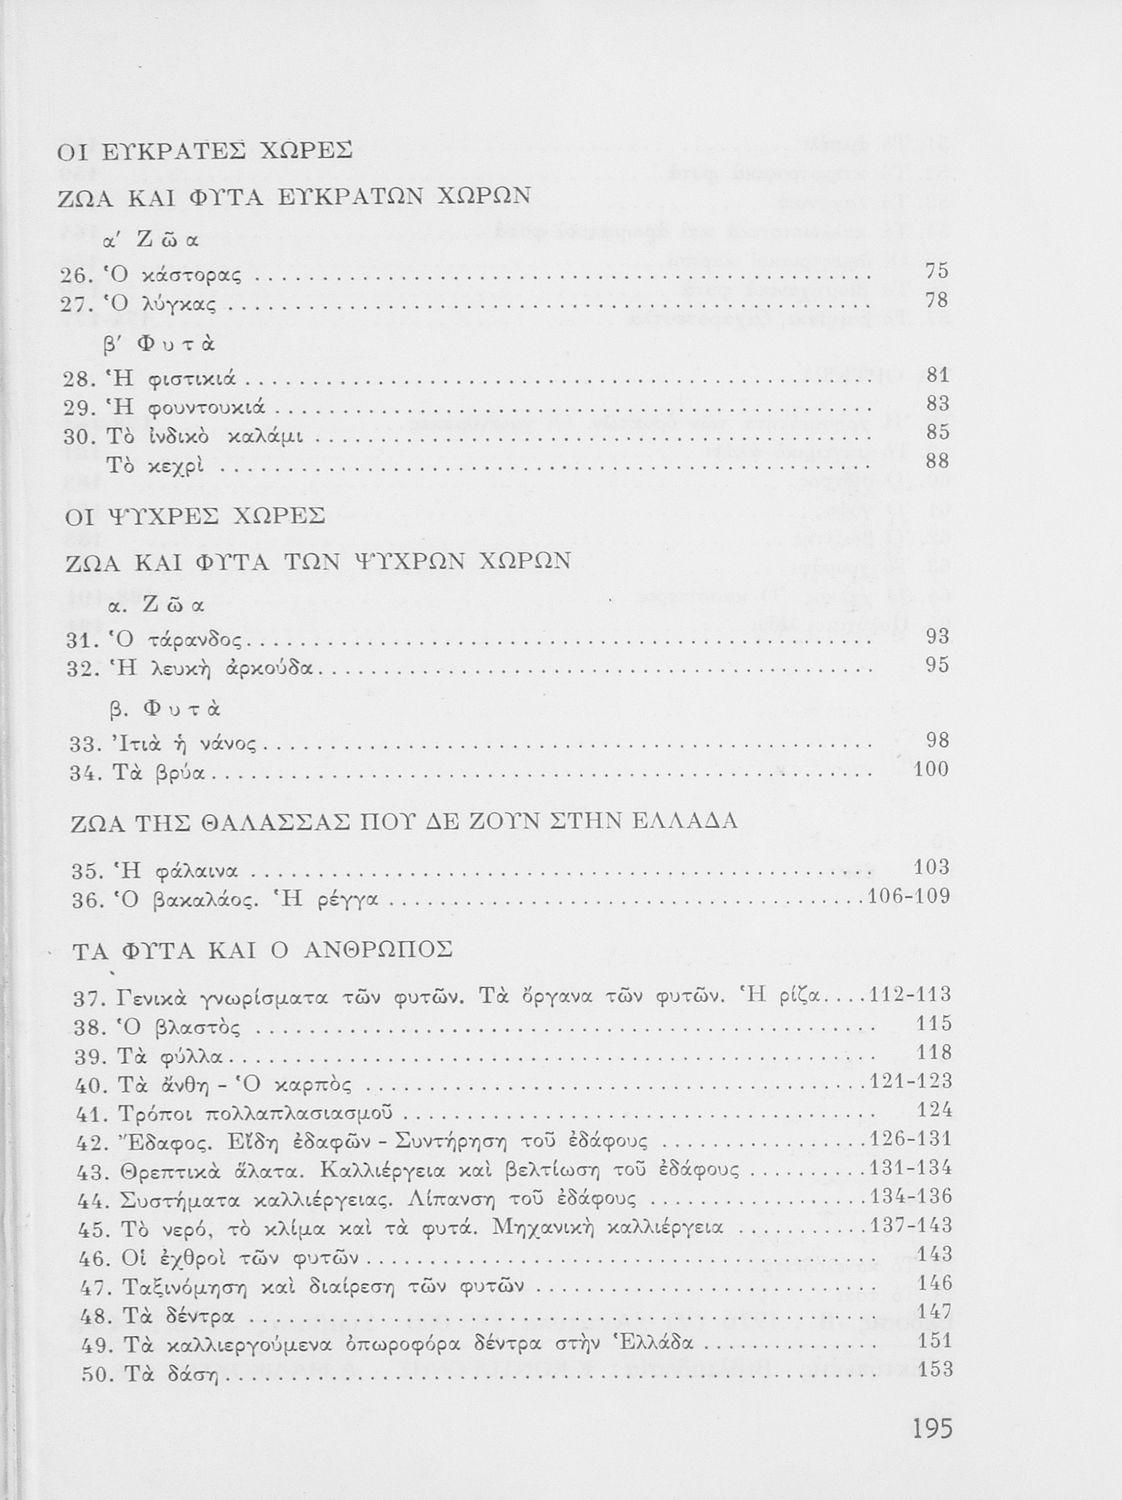 ΟΙ ΕΥΚΡΑΤΕΣ ΧΩΡΕΣ
ΖΩΑ ΚΑΙ ΦΥΤΑ ΕΥΚΡΑΤΩΝ ΧΩΡΩΝ
α' Ζῶα
26. Ὁ κάστορας 75
27. Ὁ λύγκας 78
β' Φυτὰ
28. Ἡ φιστικιά 81
29. Ἡ φουντουκιά 83
30. Τὸ ἰνδικὸ καλάμι 85
Τὸ κεχρὶ 88
ΟΙ ΨΥΧΡΕΣ ΧΩΡΕΣ
ΖΩΑ ΚΑΙ ΦΥΤΑ ΤΩΝ ΨΥΧΡΩΝ ΧΩΡΩΝ
α. Ζῶα
31. Ὁ τάρανδος 93
32. Ἡ λευκὴ ἀρκούδα 95
β. Φυτὰ
33. Ἰτιὰ ἡ νάνος 98
34. Τὰ βρύα 100
ΖΩΑ ΤΗΣ ΘΑΛΑΣΣΑΣ ΠΟΥ ΔΕ ΖΟΥΝ ΣΤΗΝ ΕΛΛΑΔΑ
35. Ἡ φάλαινα 103
36. Ὁ βακαλάος. Ἡ ρέγγα 106-109
ΤΑ ΦΥΤΑ ΚΑΙ Ο ΑΝΘΡΩΠΟΣ
37. Γενικὰ γνωρίσματα τῶν φυτῶν. Τὰ ὄργανα τῶν φυτῶν. Ἡ ρίζα 112-113
38. Ὁ βλαστὸς 115
39. Τὰ φύλλα 118
40. Τὰ ἄνθη - Ὁ καρπὸς 121-123
41. Τρόποι πολλαπλασιασμοῦ 124
42. Ἔδαφος. Εἴδη ἐδαφῶν - Συντήρηση τοῦ ἐδάφους 126-131
43. Θρεπτικὰ ἄλατα. Καλλιέργεια καὶ βελτίωση τοῦ ἐδάφους 131-134
44. Συστήματα καλλιέργειας. Λίπανση τοῦ ἐδάφους 134-136
45. Τὸ νερό, τὸ κλίμα καὶ τὰ φυτά. Μηχανικὴ καλλιέργεια 137-143
46. Οἱ ἐχθροὶ τῶν φυτῶν 143
47. Ταξινόμηση καὶ διαίρεση τῶν φυτῶν 146
48. Τὰ δέντρα 147
49. Τὰ καλλιεργούμενα ὀπωροφόρα δέντρα στὴν Ἑλλάδα 151
50. Τὰ δάση 153
195